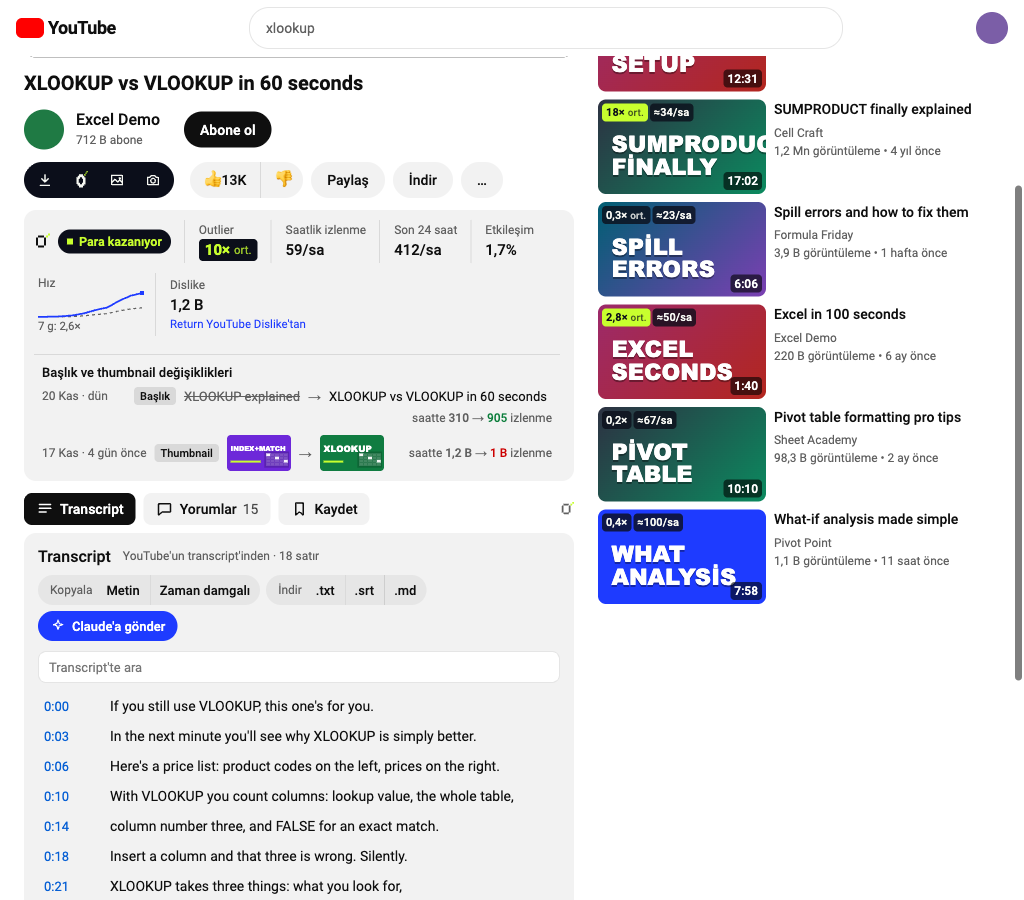 YouTube
xlookup
XLOOKUP vs VLOOKUP in 60 seconds
Excel Demo
712 B abone
Abone ol
13K
Paylaş
İndir
...
Para kazanıyor
Outlier
10× ort.
Saatlik izlenme
59/sa
Son 24 saat
412/sa
Etkileşim
1,7%
Hız
7 g: 2,6×
Dislike
1,2 B
Return YouTube Dislike'tan
Başlık ve thumbnail değişiklikleri
20 Kas · dün Başlık XLOOKUP explained → XLOOKUP vs VLOOKUP in 60 seconds
saatte 310 → 905 izlenme
17 Kas · 4 gün önce Thumbnail INDEX+MATCH → XLOOKUP saatte 1,2 B → 1 B izlenme
Transcript
Yorumlar 15
Kaydet
Transcript YouTube'un transcript'inden · 18 satır
Kopyala Metin Zaman damgalı İndir .txt .srt .md
Claude'a gönder
Transcript'te ara
0:00 If you still use VLOOKUP, this one's for you.
0:03 In the next minute you'll see why XLOOKUP is simply better.
0:06 Here's a price list: product codes on the left, prices on the right.
0:10 With VLOOKUP you count columns: lookup value, the whole table,
0:14 column number three, and FALSE for an exact match.
0:18 Insert a column and that three is wrong. Silently.
0:21 XLOOKUP takes three things: what you look for,
SETUP
12:31
18× ort. ≈34/sa
SUMPRODUC
FİNALLY
17:02
SUMPRODUCT finally explained
Cell Craft
1,2 Mn görüntüleme • 4 yıl önce
0,3× ort. ≈23/sa
SPİLL
ERRORS
6:06
Spill errors and how to fix them
Formula Friday
3,9 B görüntüleme • 1 hafta önce
2,8× ort. ≈50/sa
EXCEL
SECONDS
1:40
Excel in 100 seconds
Excel Demo
220 B görüntüleme • 6 ay önce
0,2× ≈67/sa
PİVOT
TABLE
10:10
Pivot table formatting pro tips
Sheet Academy
98,3 B görüntüleme • 2 ay önce
0,4× ≈100/sa
WHAT
ANALYSİS
7:58
What-if analysis made simple
Pivot Point
1,1 B görüntüleme • 11 saat önce